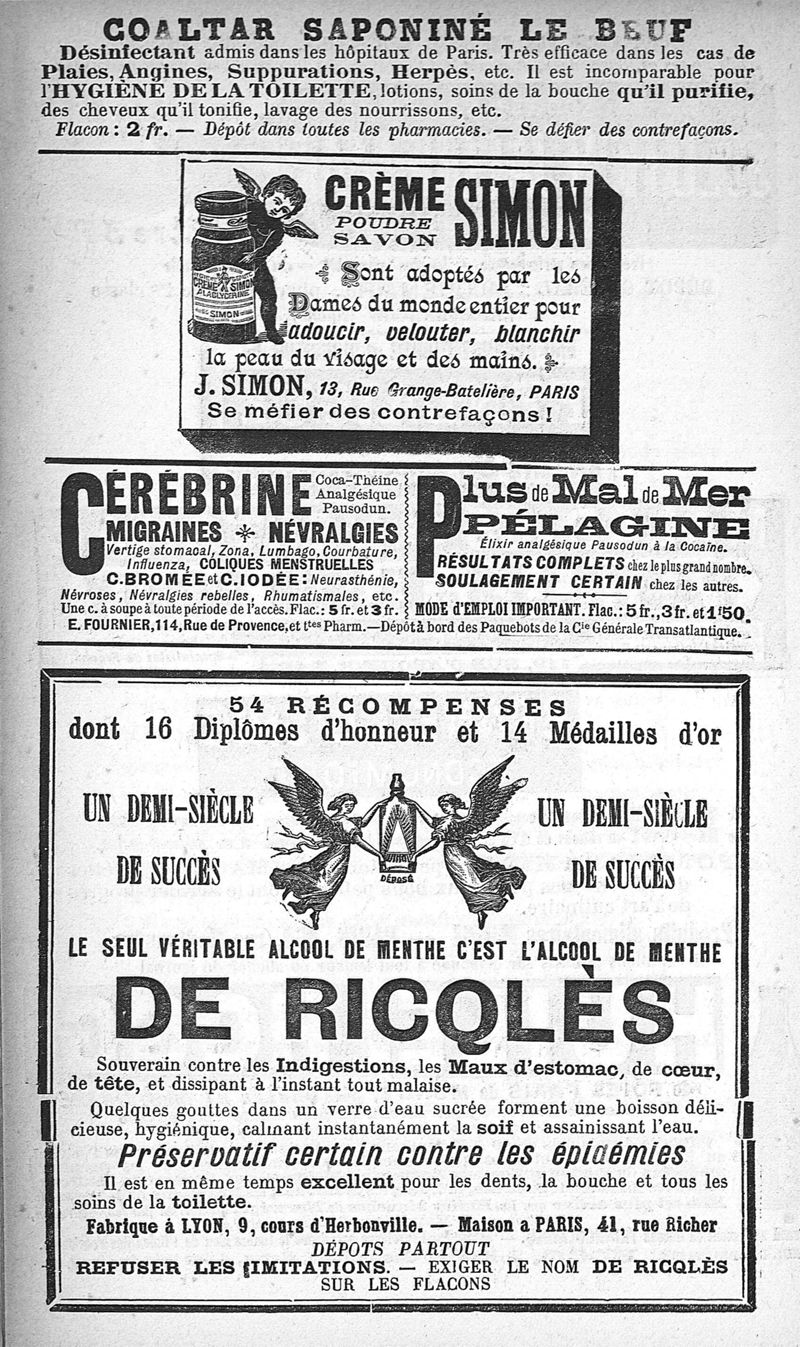 COALTAR SAPONINÉ LE BEUF
Désinfectant admis dans les hôpitaux de Paris. Très efficace dans les cas de
Plaies, Angines, Suppurations, Herpès, etc. Il est incomparable pour
l'HYGIÈNE DE LA TOILETTE, lotions, soins de la bouche qu'il purifie,
des cheveux qu'il tonifie, lavage des nourrissons, etc.
Flacon : 2 fr. — Dépôt dans toutes les pharmacies. — Se défier des contrefaçons.
CRÈME SIMON
POUDRE
SAVON
CRÈME SIMON
A LA GLYCERINE
SIMON
Sont adoptés par les
Dames du monde entier pour
adoucir, velouter, blanchir
la peau du visage et des mains.
J. SIMON, 13, Rue Grange-Batelière, PARIS
Se méfier des contrefaçons !
CÉRÉBRINE Coca-Théine
Analgésique
Pausodun.
MIGRAINES * NÉVRALGIES
Vertige stomacal, Zona, Lumbago, Courbature,
Influenza, COLIQUES MENSTRUELLES
C. BROMÉE et C. IODÉE : Neurasthénie,
Névroses, Névralgies rebelles, Rhumatismales, etc.
Une c. à soupe à toute période de l'accès. Flac. : 5 fr. et 3 fr.
Plus de Mal de Mer
PÉLAGINE
Élixir analgésique Pausodun à la Cocaïne.
RÉSULTATS COMPLETS chez le plus grand nombre.
SOULAGEMENT CERTAIN chez les autres.
MODE d'EMPLOI IMPORTANT. Flac. : 5 fr., 3 fr. et 1f50.
E. FOURNIER, 114, Rue de Provence, et ttes Pharm. — Dépôt à bord des Paquebots de la Cie Générale Transatlantique.
54 RÉCOMPENSES
dont 16 Diplômes d'honneur et 14 Médailles d'or
UN DEMI-SIÈCLE
DE SUCCÈS
DÉPOSÉ
UN DEMI-SIÈCLE
DE SUCCÈS
LE SEUL VÉRITABLE ALCOOL DE MENTHE C'EST L'ALCOOL DE MENTHE
DE RICQLÈS
Souverain contre les Indigestions, les Maux d'estomac, de cœur,
de tête, et dissipant à l'instant tout malaise.
Quelques gouttes dans un verre d'eau sucrée forment une boisson déli-
cieuse, hygiénique, calmant instantanément la soif et assainissant l'eau.
Préservatif certain contre les épidémies
Il est en même temps excellent pour les dents, la bouche et tous les
soins de la toilette.
Fabrique à LYON, 9, cours d'Herbonville. — Maison a PARIS, 41, rue Richer
DÉPOTS PARTOUT
REFUSER LES IMITATIONS. — EXIGER LE NOM DE RICQLÈS
SUR LES FLACONS